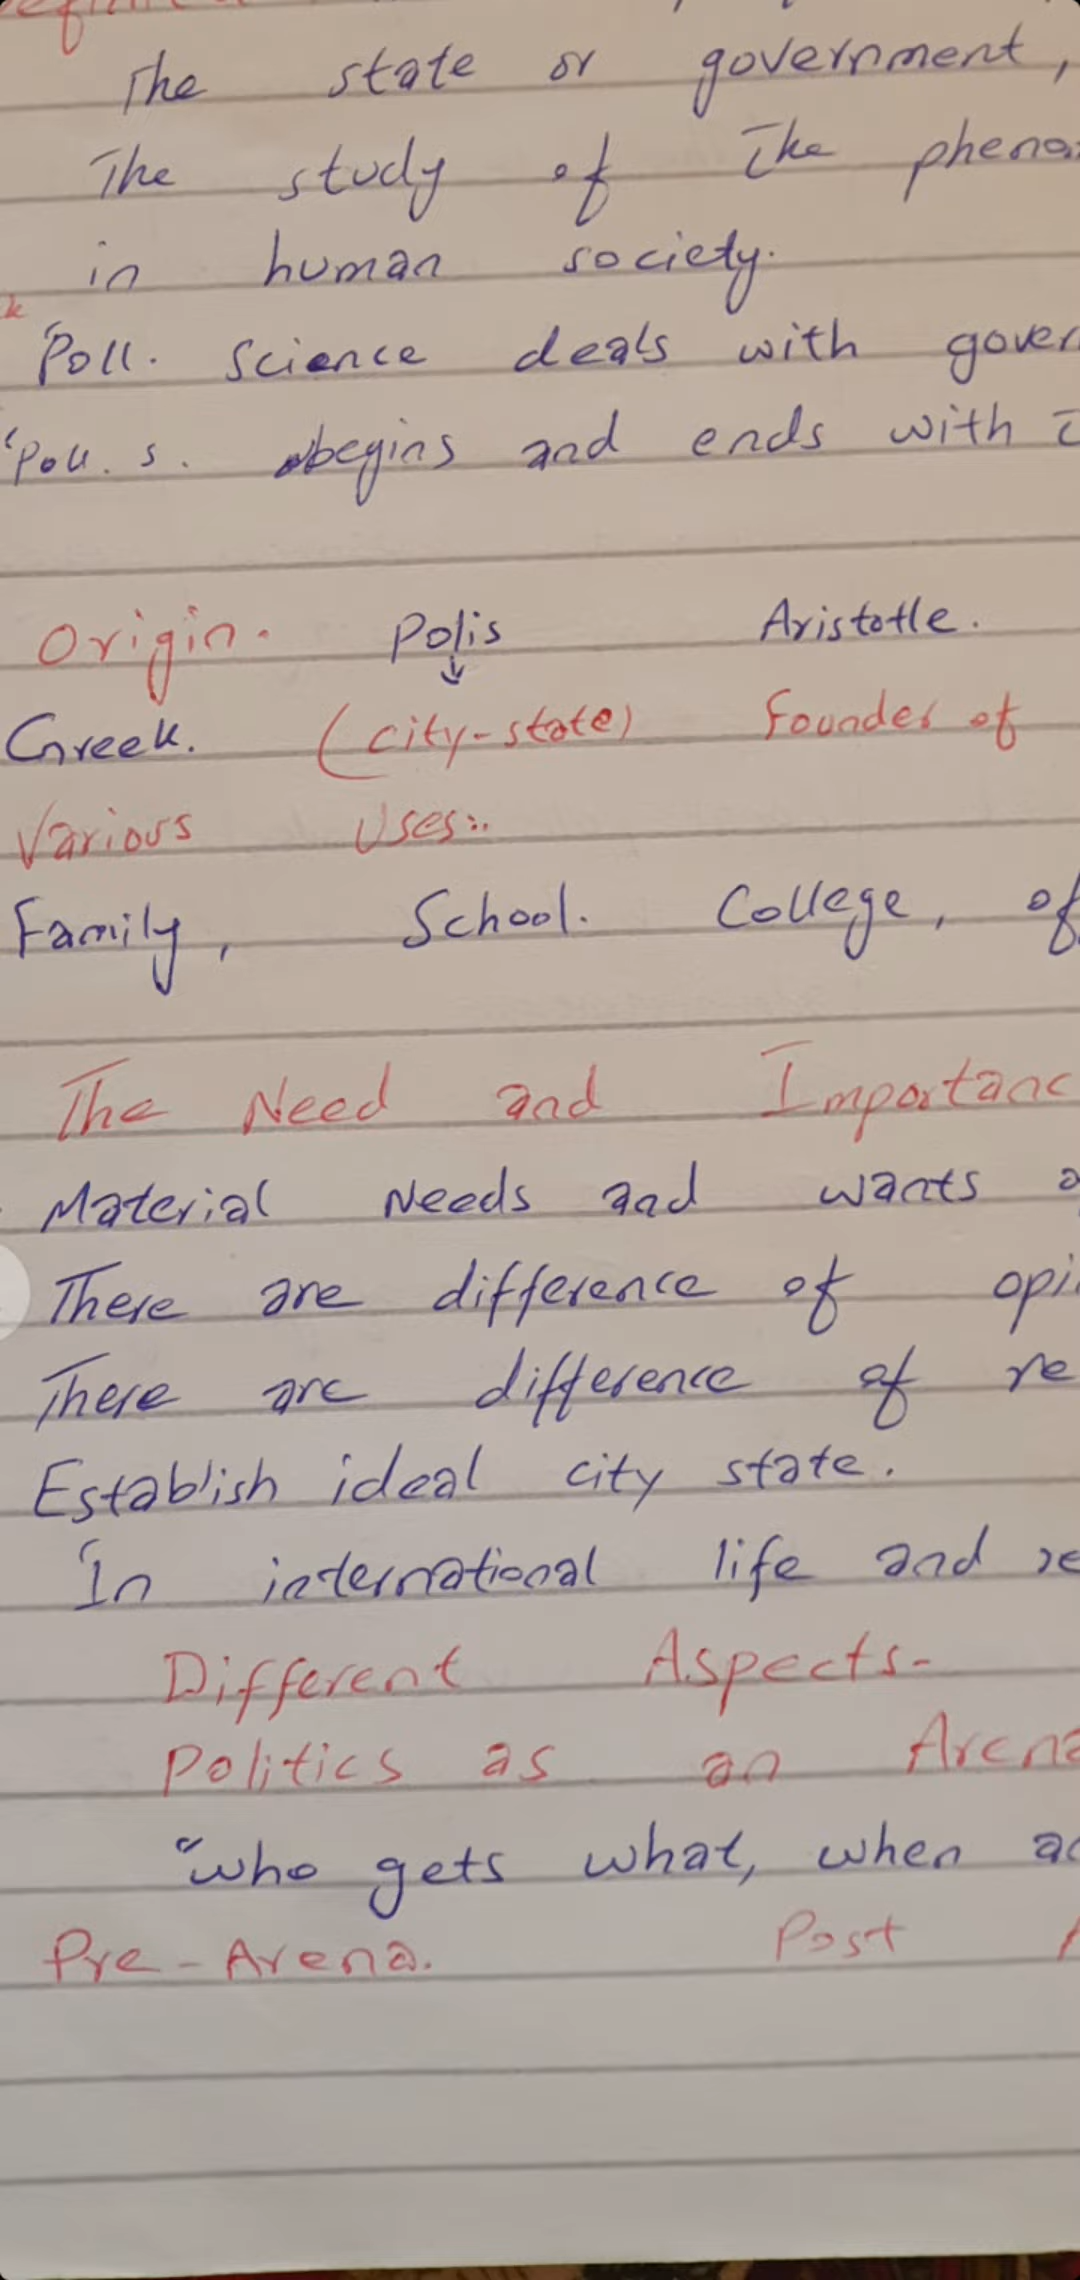 The state or government,
The study of The pheno
in human society.
"Poll. Science deals with gover
"Poll. s. begins and ends with
Origin. Polis Aristotle.
Greek. (city-state) Founder of
Various Uses:.
Family, School. College, of
The Need and Importanc
Material Needs and wants a
There are difference of opi
There are difference of re
Establish ideal city state.
"In international life and re
Different Aspects-
Politics as an Arena
"who gets what, when a
Pre-Arena. Post